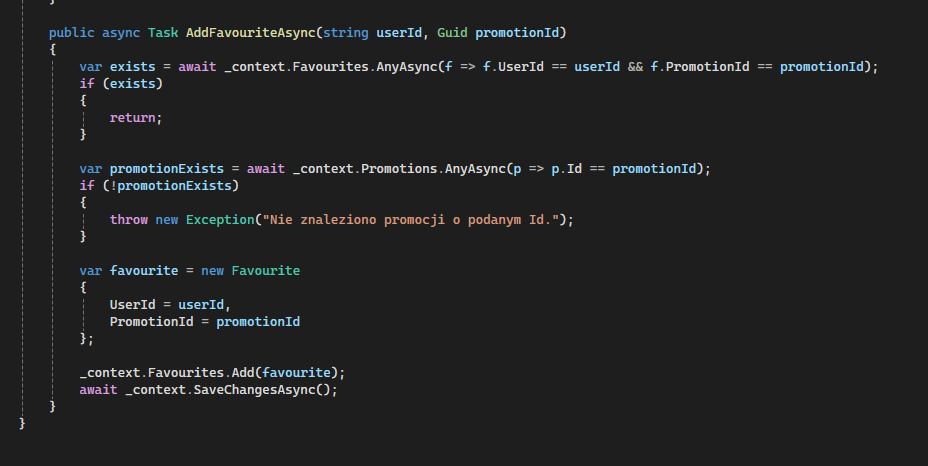 }
public async Task AddFavouriteAsync(string userId, Guid promotionId)
{
var exists = await _context.Favourites.AnyAsync(f => f.UserId == userId && f.PromotionId == promotionId);
if (exists)
{
return;
}
var promotionExists = await _context.Promotions.AnyAsync(p => p.Id == promotionId);
if (!promotionExists)
{
throw new Exception("Nie znaleziono promocji o podanym Id.");
}
var favourite = new Favourite
{
UserId = userId,
PromotionId = promotionId
};
_context.Favourites.Add(favourite);
await _context.SaveChangesAsync();
}
}